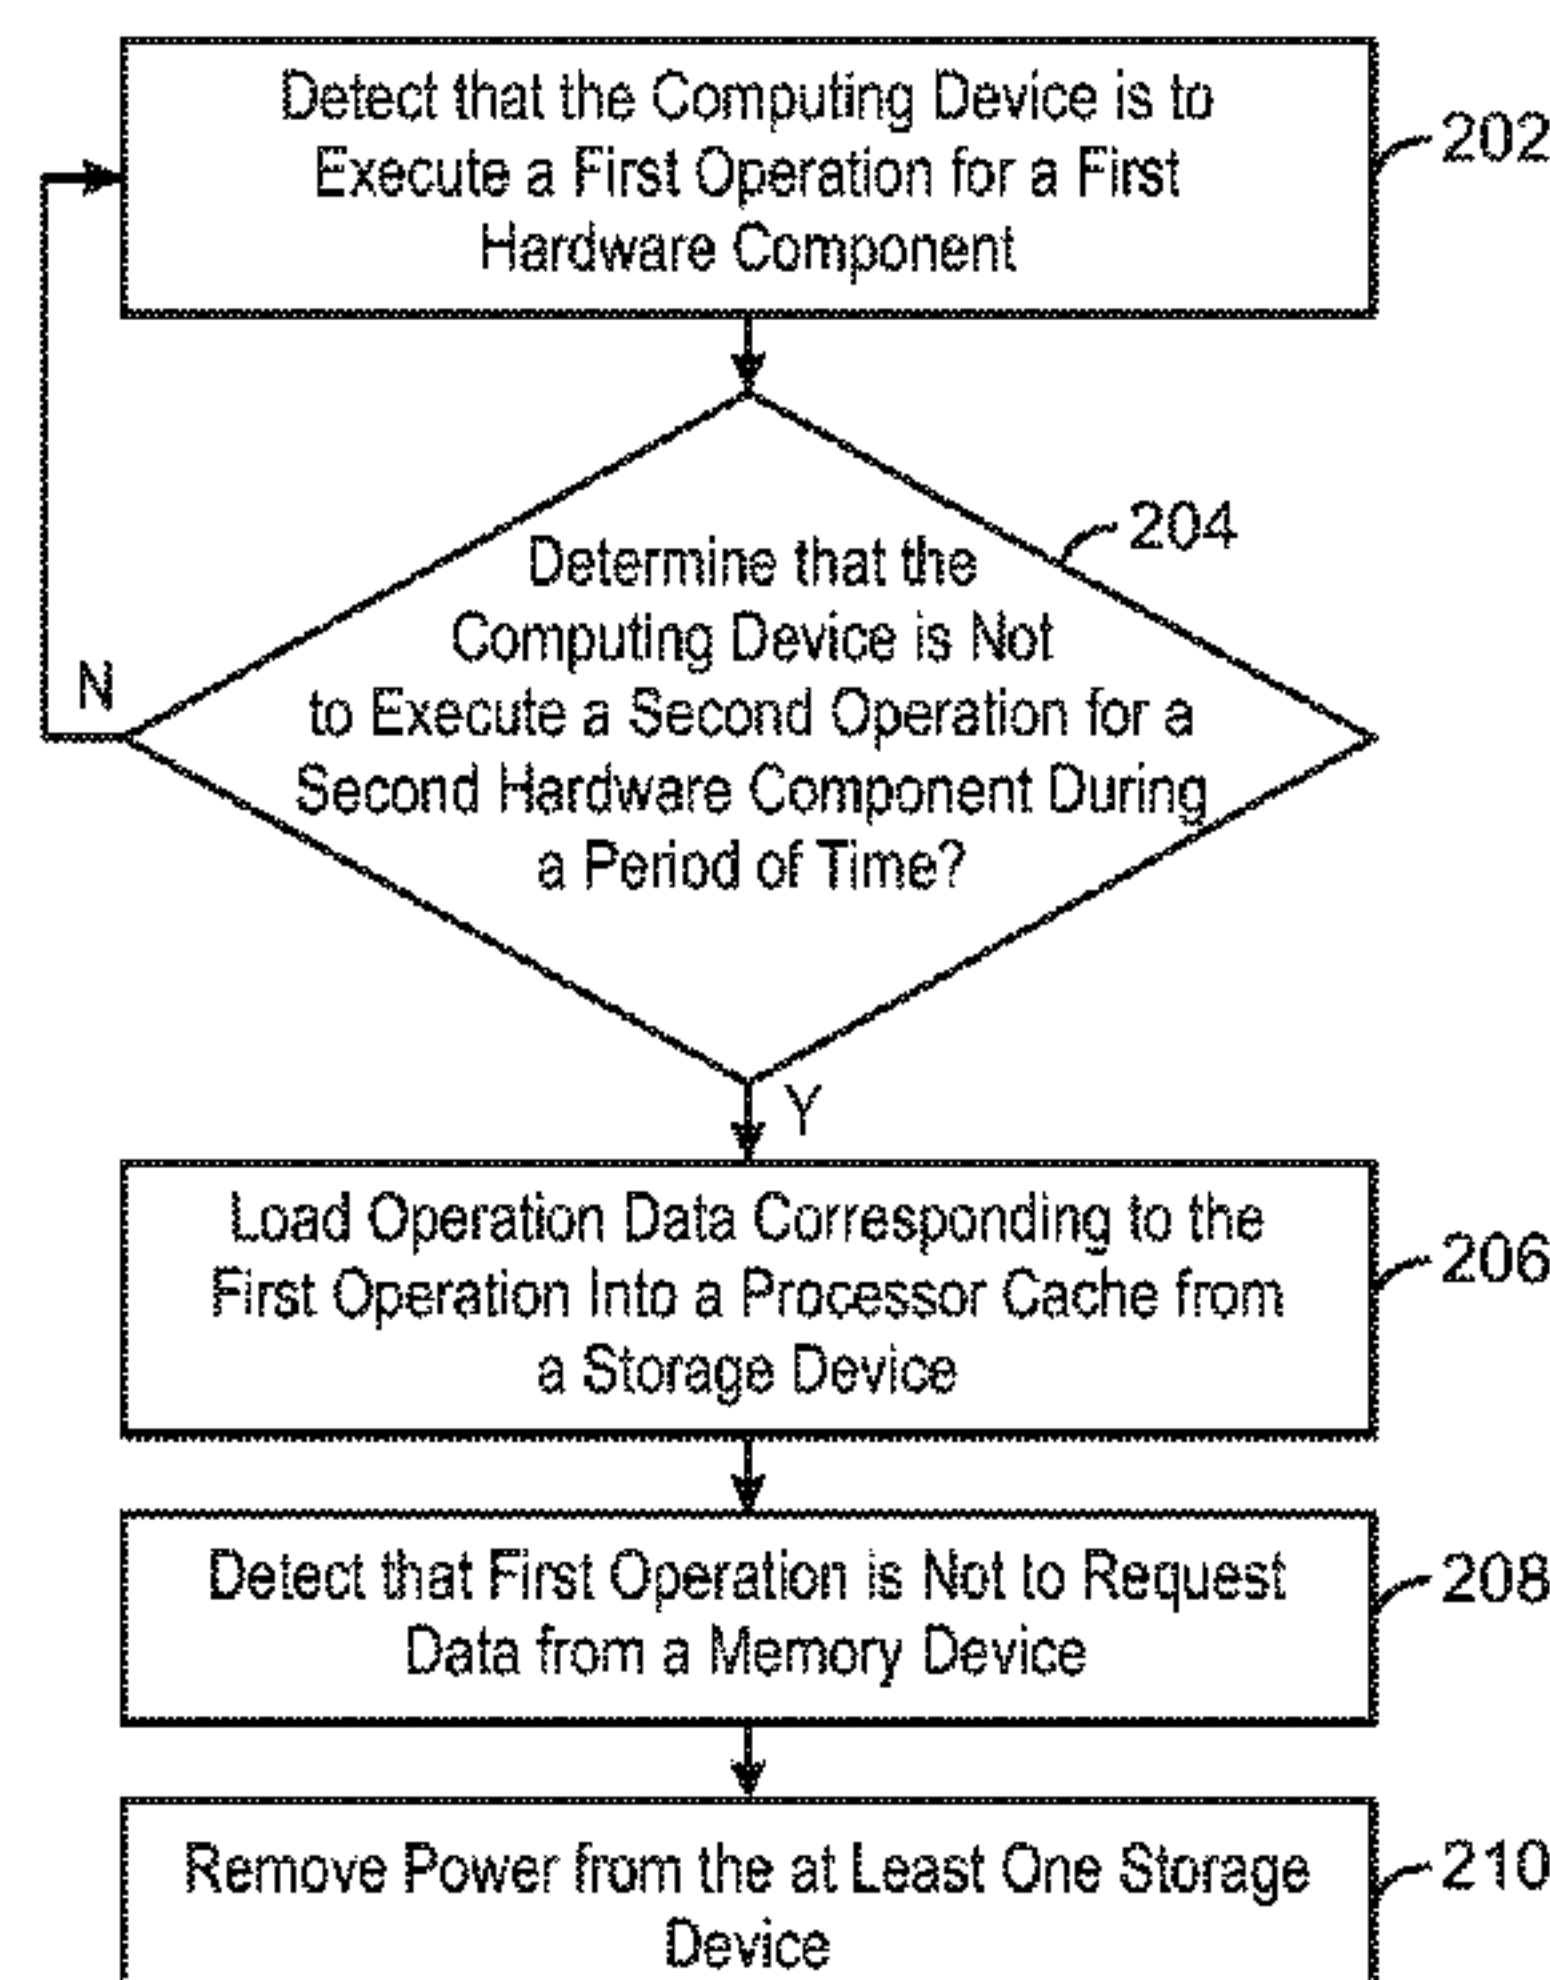 Detect that the Computing Device is to
Execute a First Operation for a First
Hardware Component
202
204
Determine that the
Computing Device is Not
to Execute a Second Operation for a
Second Hardware Component During
a Period of Time?
N
Y
Load Operation Data Corresponding to the
First Operation Into a Processor Cache from
a Storage Device
206
Detect that First Operation is Not to Request
Data from a Memory Device
208
Remove Power from the at Least One Storage
Device
210